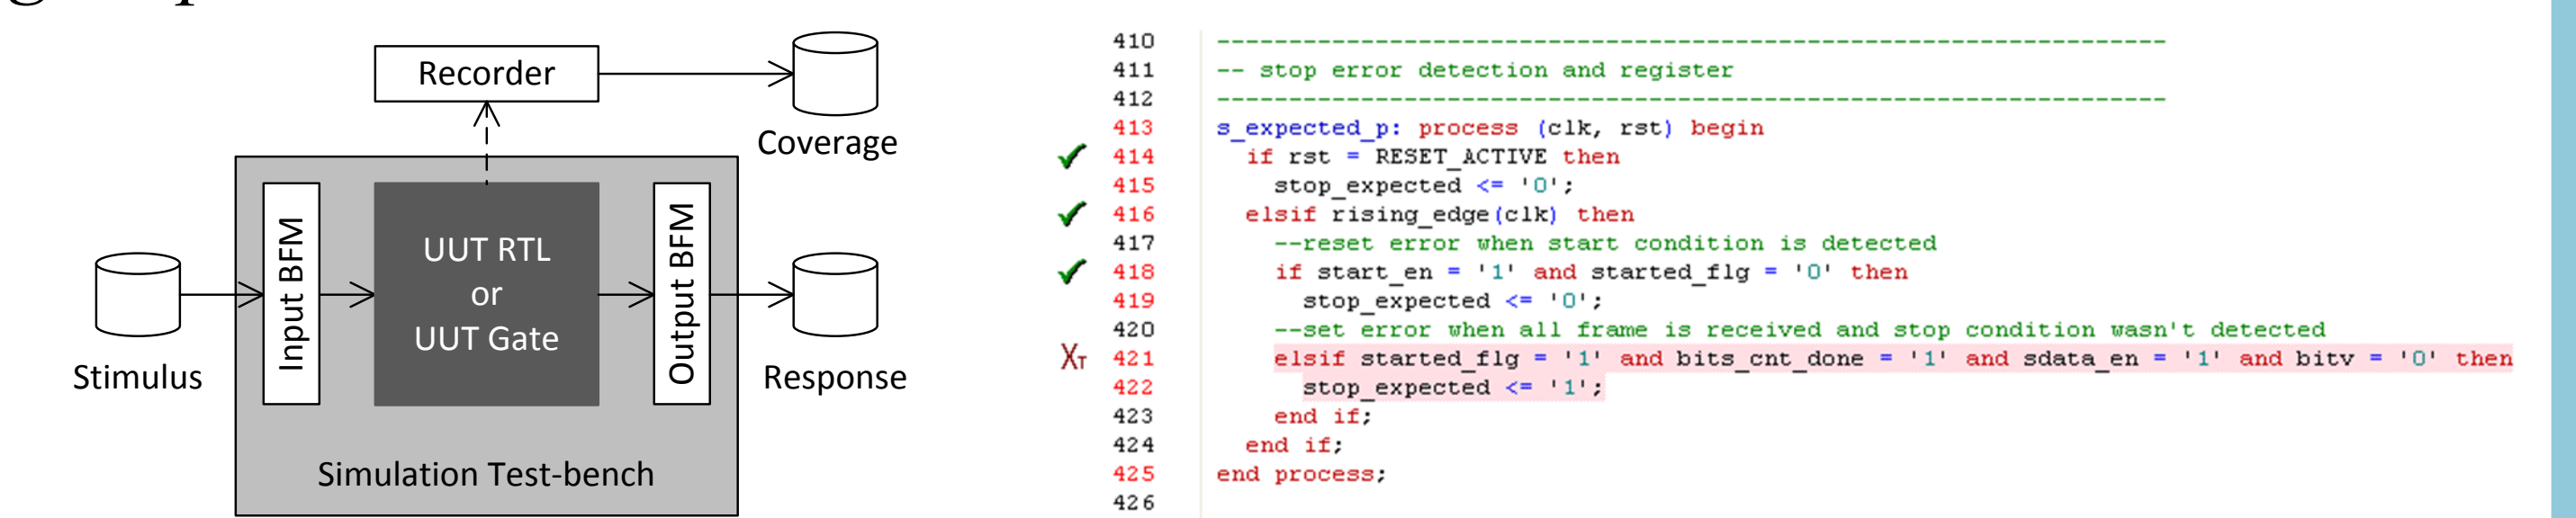 Recorder
Coverage
Input BFM
UUT RTL
or
UUT Gate
Output BFM
Stimulus
Response
Simulation Test-bench
410 ------------------------------------------------------------------
411 -- stop error detection and register
412 ------------------------------------------------------------------
413 s_expected_p: process (clk, rst) begin
414 if rst = RESET_ACTIVE then
415 stop_expected <= '0';
416 elsif rising_edge(clk) then
417 --reset error when start condition is detected
418 if start_en = '1' and started_flg = '0' then
419 stop_expected <= '0';
420 --set error when all frame is received and stop condition wasn't detected
XT 421 elsif started_flg = '1' and bits_cnt_done = '1' and sdata_en = '1' and bitv = '0' then
422 stop_expected <= '1';
423 end if;
424 end if;
425 end process;
426